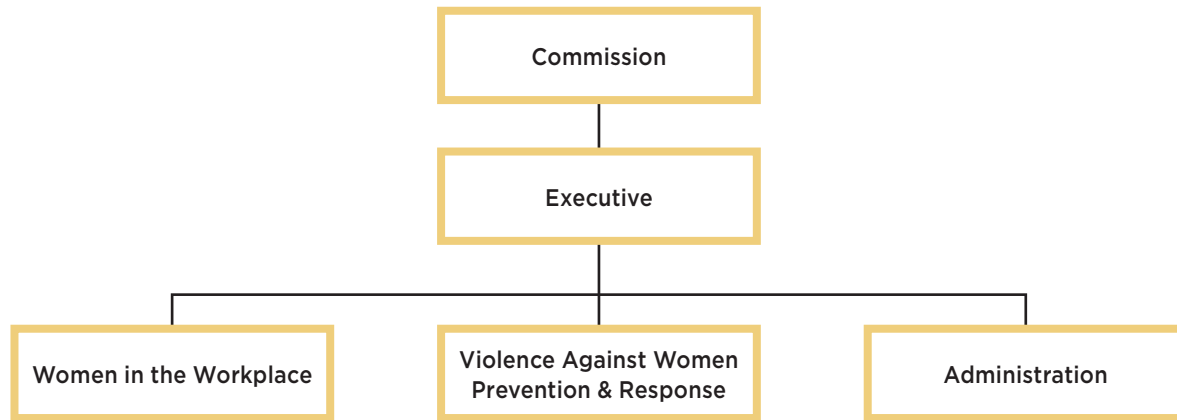 Commission
Executive
Women in the Workplace
Violence Against Women
Prevention & Response
Administration